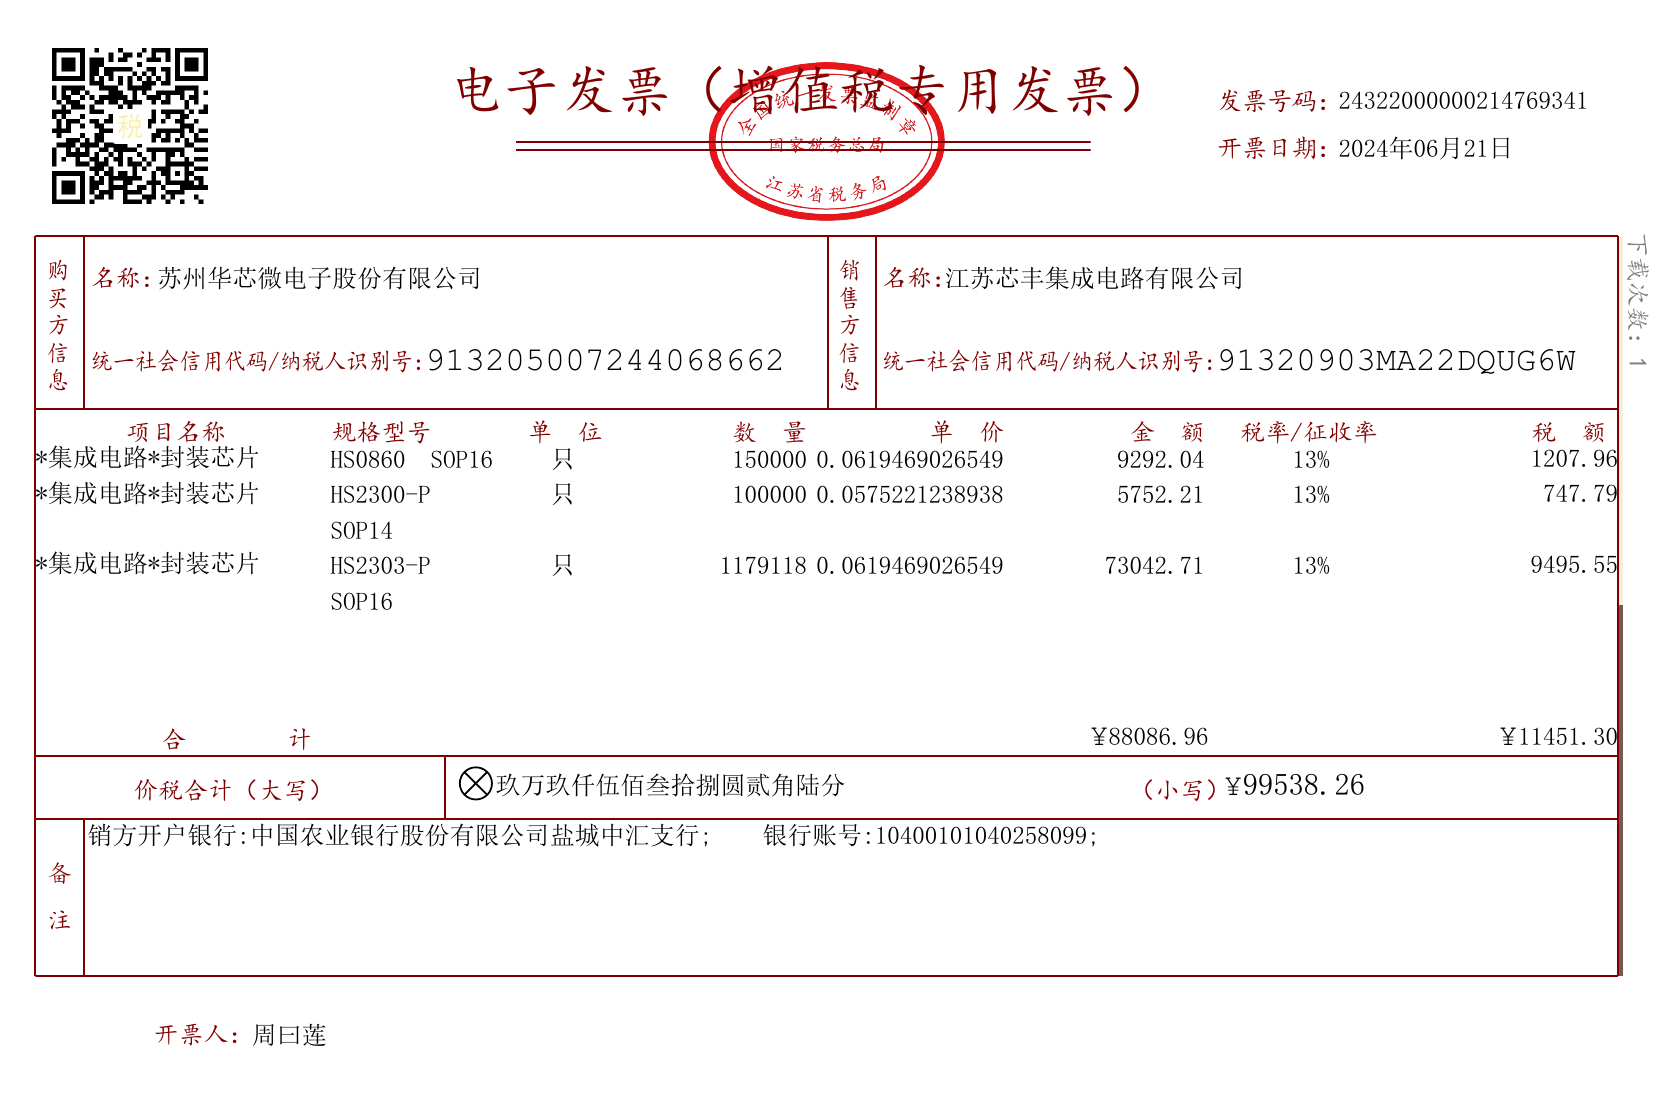 电子发票（增值税专用发票）
全国统一发票监制章
国家税务总局
江苏省税务局
税
发票号码：24322000000214769341
开票日期：2024年06月21日
下载次数：1
购买方信息
名称：苏州华芯微电子股份有限公司
统一社会信用代码/纳税人识别号：913205007244068662
销售方信息
名称：江苏芯丰集成电路有限公司
统一社会信用代码/纳税人识别号：91320903MA22DQUG6W
项目名称 规格型号 单 位 数 量 单 价 金 额 税率/征收率 税 额
*集成电路*封装芯片 HS0860 SOP16 只 150000 0.0619469026549 9292.04 13% 1207.96
*集成电路*封装芯片 HS2300-P 只 100000 0.0575221238938 5752.21 13% 747.79
SOP14
*集成电路*封装芯片 HS2303-P 只 1179118 0.0619469026549 73042.71 13% 9495.55
SOP16
合 计 ¥88086.96 ¥11451.30
价税合计（大写） ⊗玖万玖仟伍佰叁拾捌圆贰角陆分 （小写）¥99538.26
备注
销方开户银行:中国农业银行股份有限公司盐城中汇支行; 银行账号:10400101040258099;
开票人：周曰莲